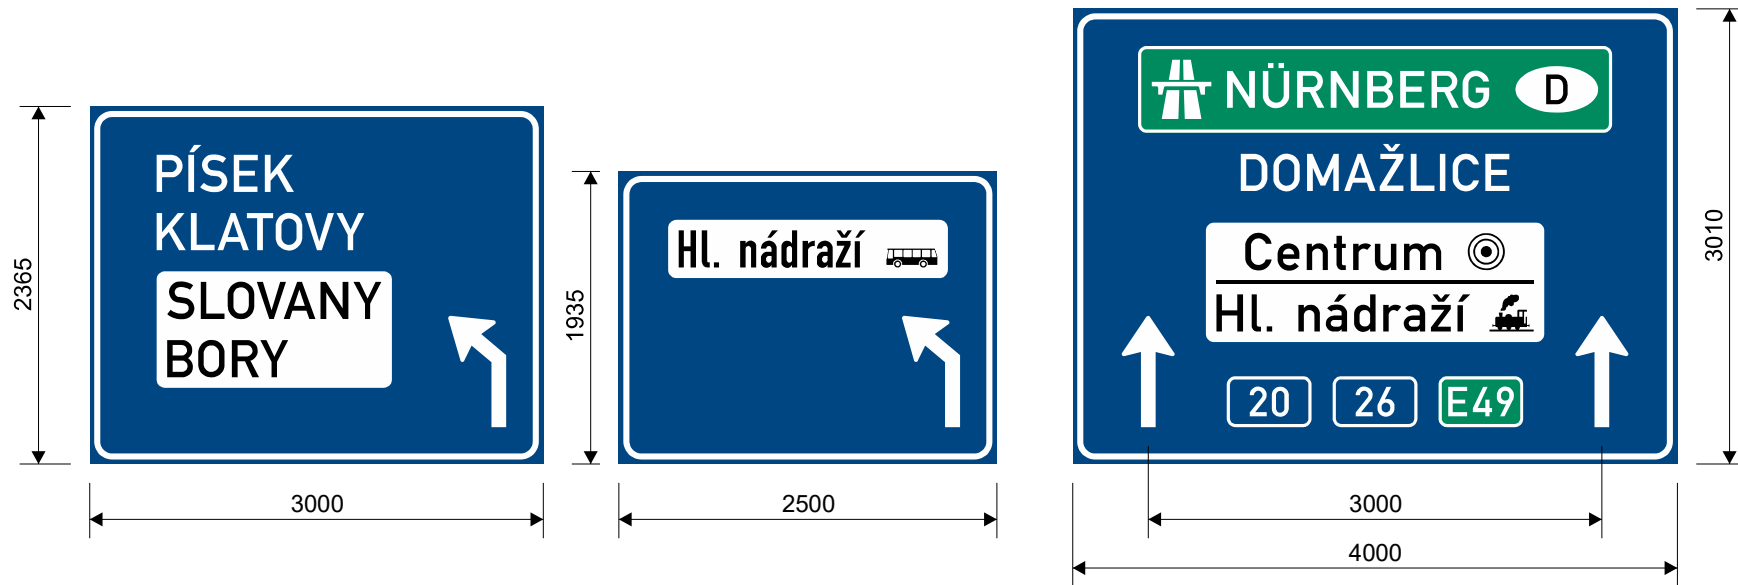 PÍSEK
KLATOVY
SLOVANY
BORY
2365
3000
Hl. nádraží
1935
2500
NÜRNBERG D
DOMAŽLICE
Centrum
Hl. nádraží
20 26 E49
3010
3000
4000